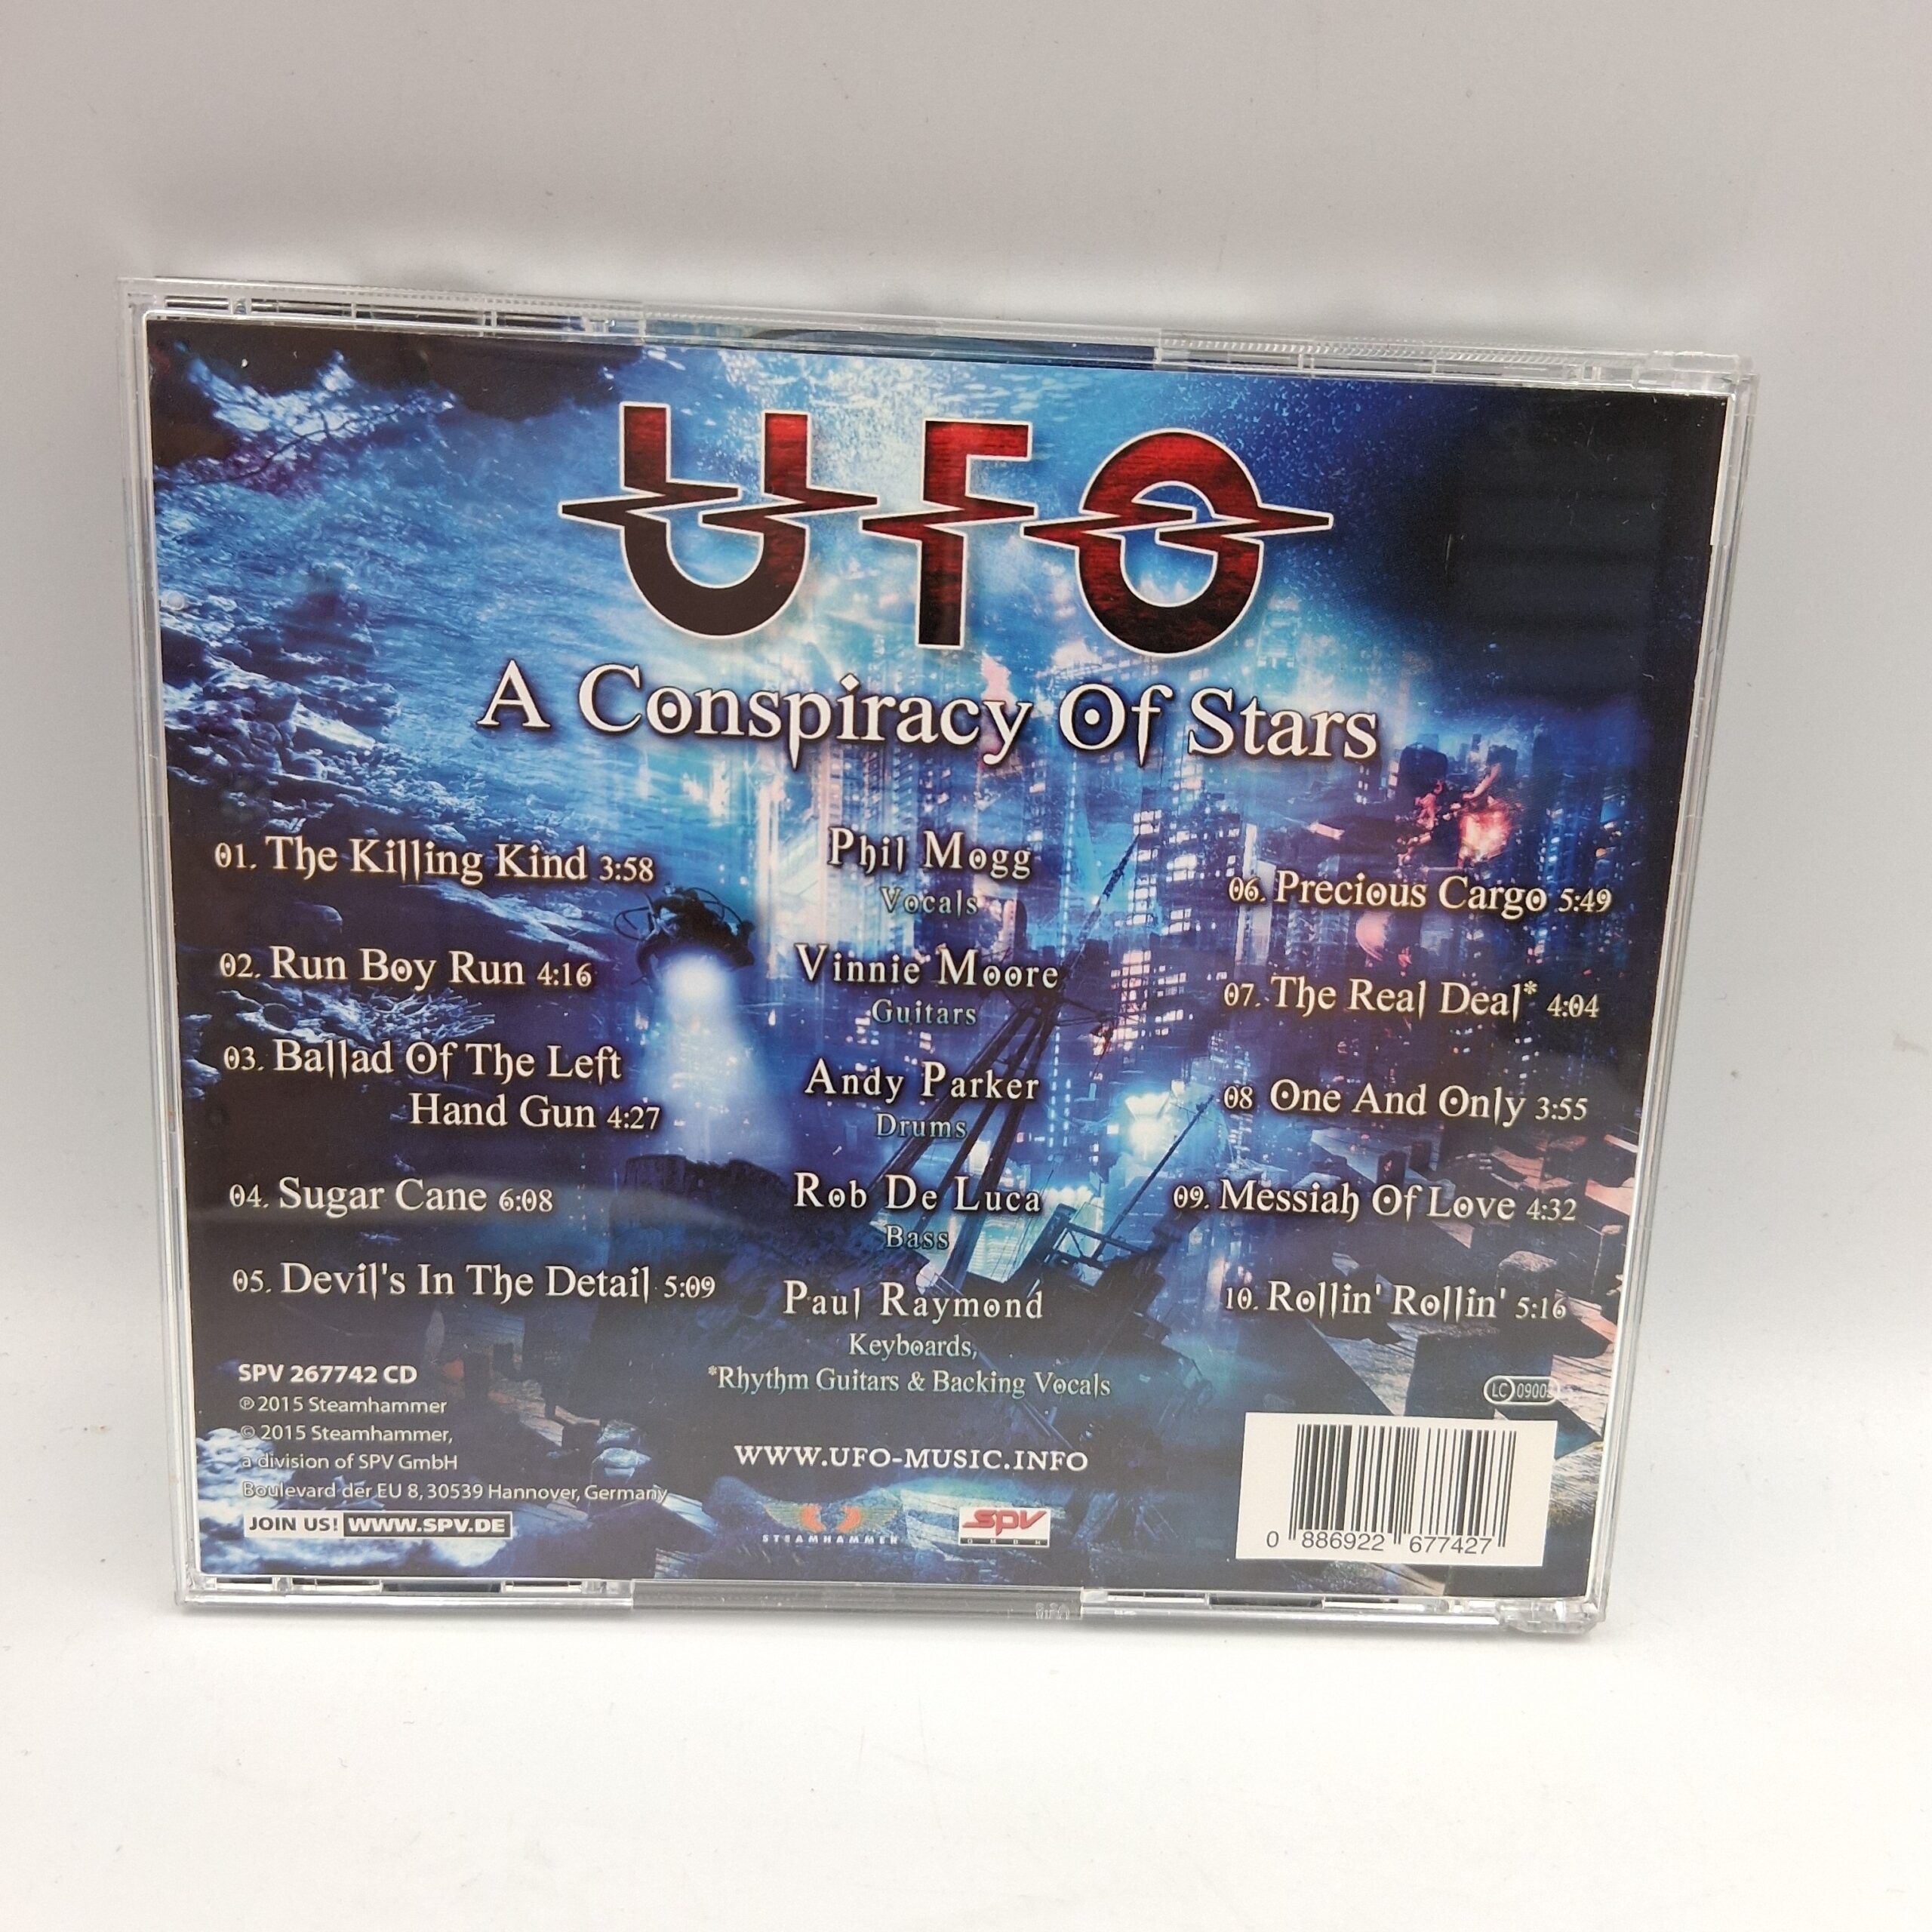 UFO
A Conspiracy Of Stars
01. The Killing Kind 3:58
02. Run Boy Run 4:16
03. Ballad Of The Left
Hand Gun 4:27
04. Sugar Cane 6:08
05. Devil's In The Detail 5:09
Phil Mogg
Vocals
Vinnie Moore
Guitars
Andy Parker
Drums
Rob De Luca
Bass
Paul Raymond
Keyboards,
*Rhythm Guitars & Backing Vocals
06. Precious Cargo 5:49
07. The Real Deal* 4:04
08 One And Only 3:55
09. Messiah Of Love 4:32
10. Rollin' Rollin' 5:16
SPV 267742 CD
℗ 2015 Steamhammer
© 2015 Steamhammer,
a division of SPV GmbH
Boulevard der EU 8, 30539 Hannover, Germany
JOIN US! WWW.SPV.DE
WWW.UFO-MUSIC.INFO
STEAMHAMMER
SPV
GMBH
LC
0 886922 677427